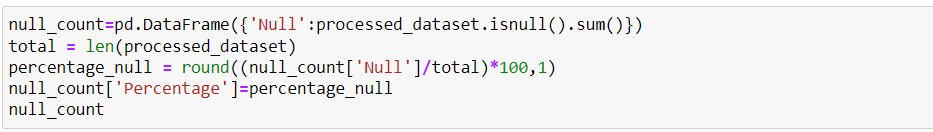 null_count=pd.DataFrame({'Null':processed_dataset.isnull().sum()})
total = len(processed_dataset)
percentage_null = round((null_count['Null']/total)*100,1)
null_count['Percentage']=percentage_null
null_count